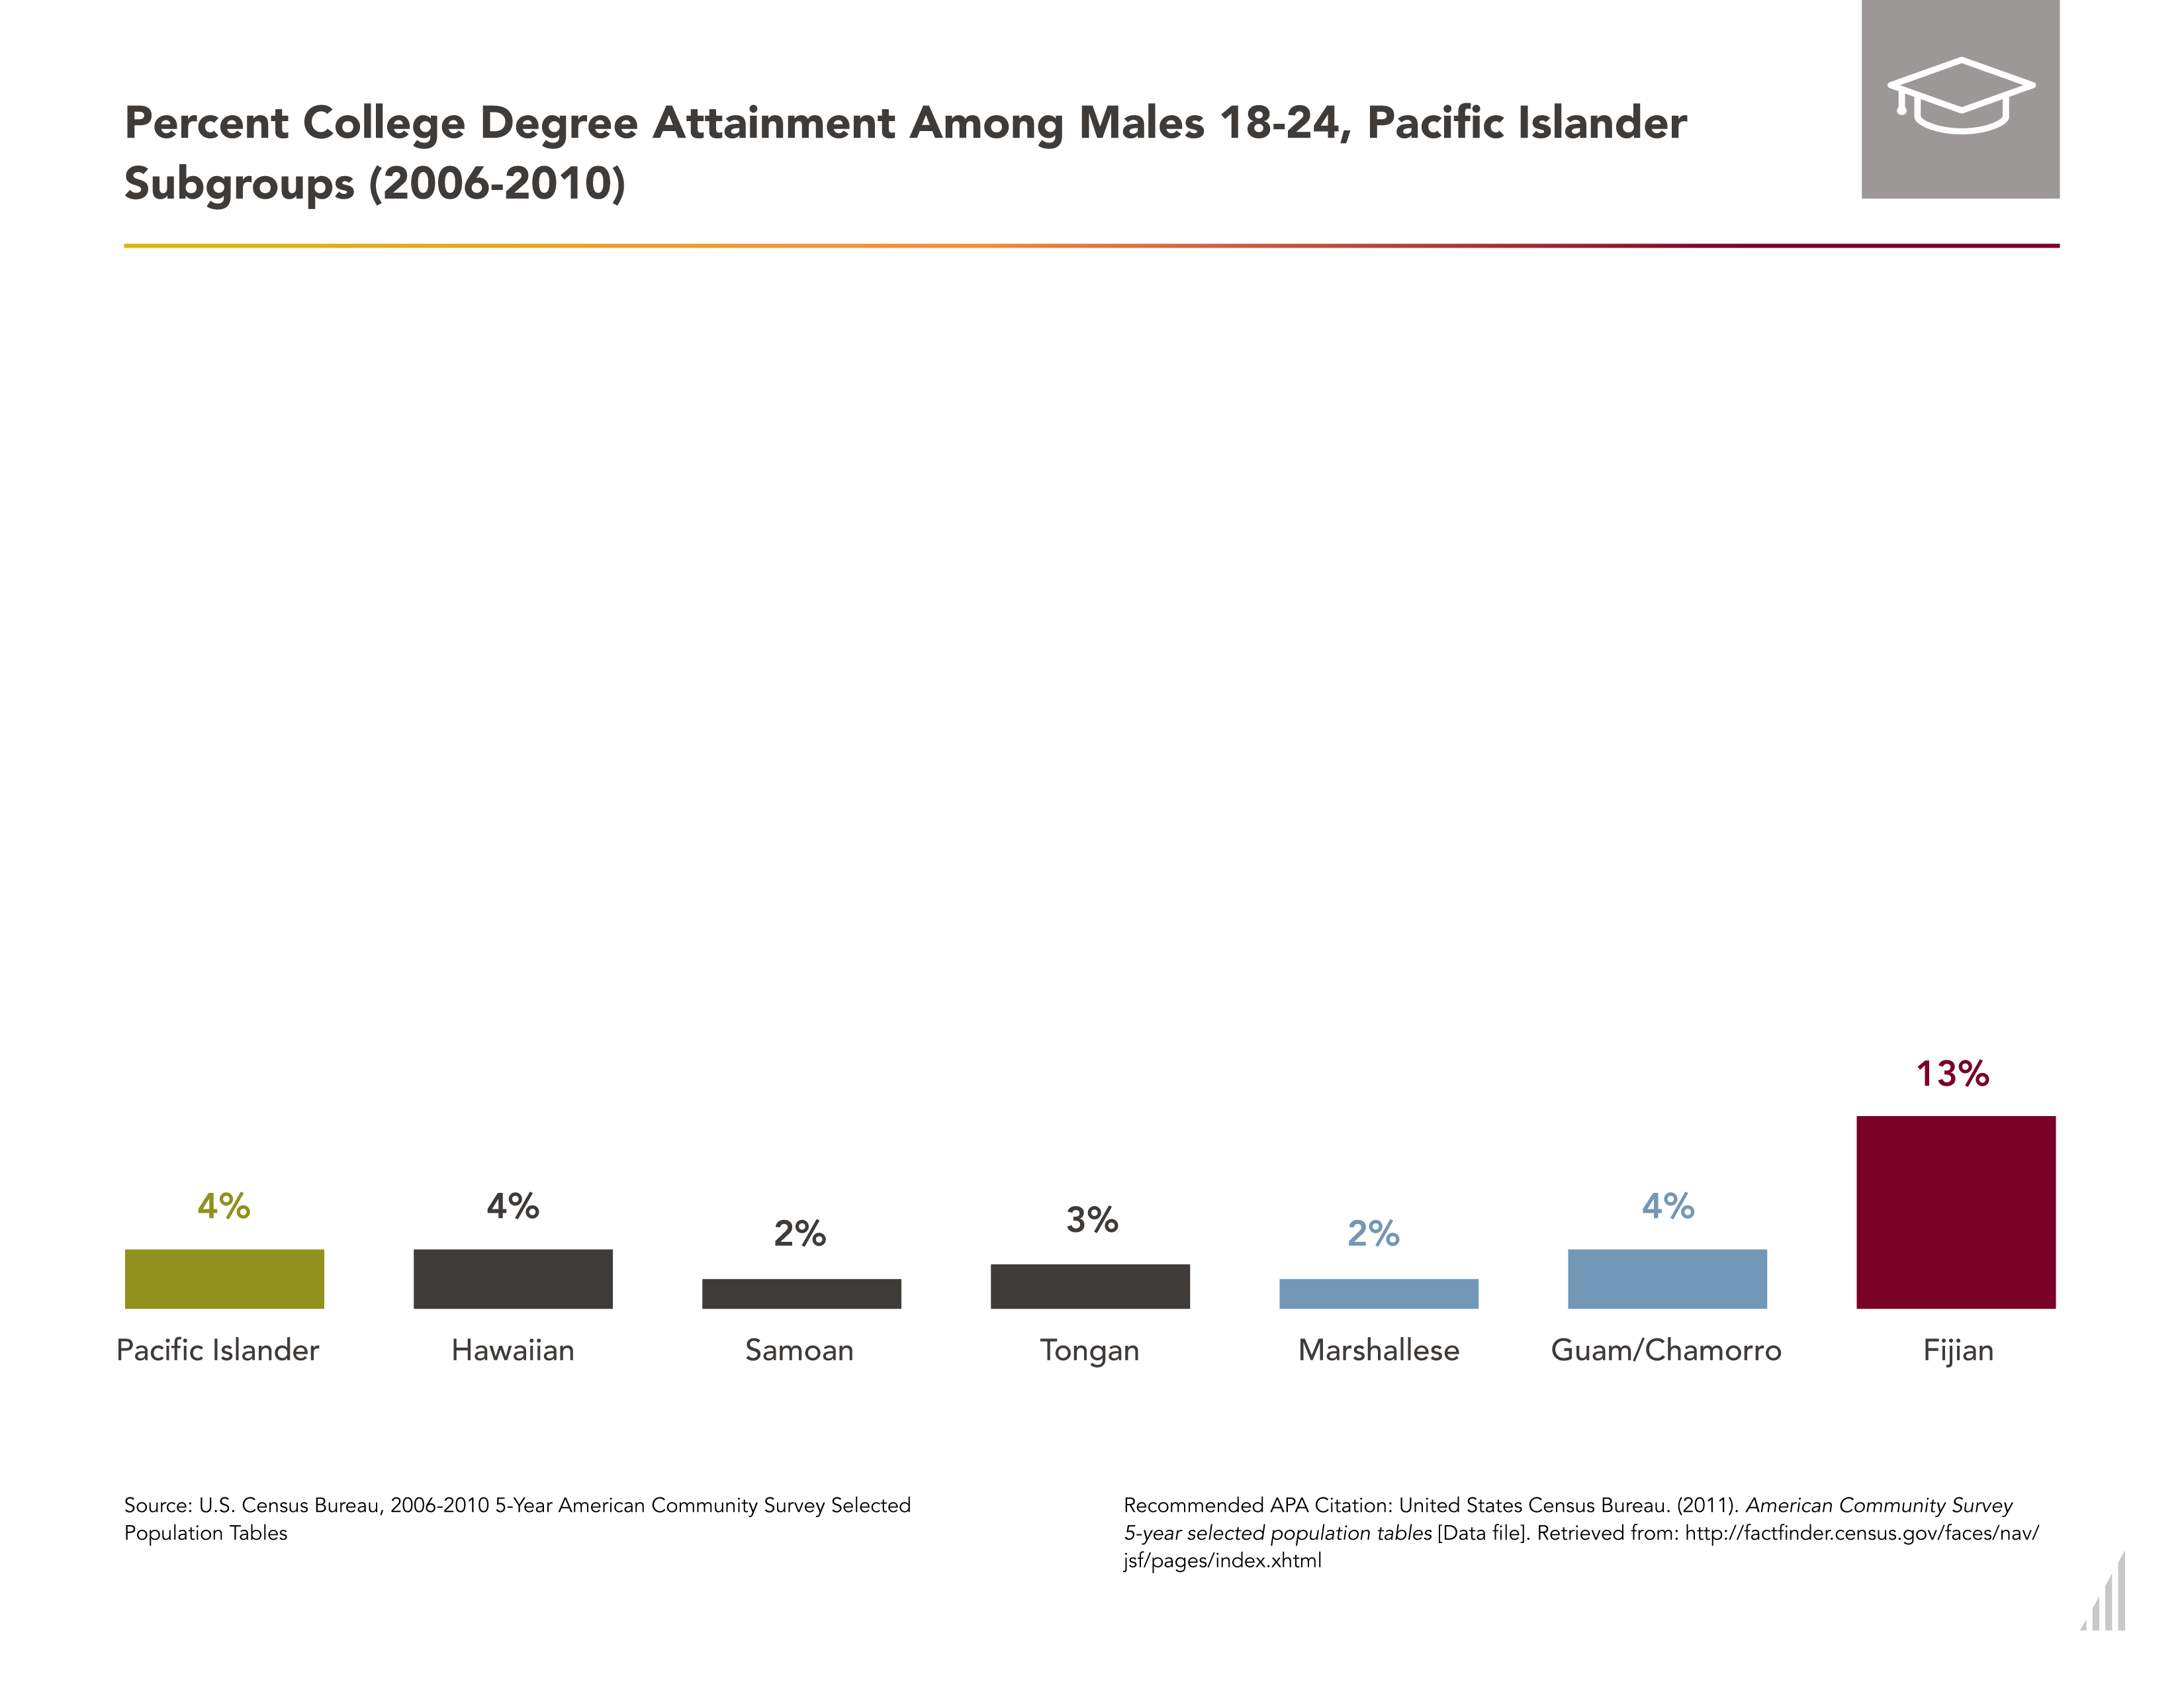 Percent College Degree Attainment Among Males 18-24, Pacific Islander
Subgroups (2006-2010)
4%
4%
2%
3%
2%
4%
13%
Pacific Islander
Hawaiian
Samoan
Tongan
Marshallese
Guam/Chamorro
Fijian
Source: U.S. Census Bureau, 2006-2010 5-Year American Community Survey Selected
Population Tables
Recommended APA Citation: United States Census Bureau. (2011). American Community Survey
5-year selected population tables [Data file]. Retrieved from: http://factfinder.census.gov/faces/nav/
jsf/pages/index.xhtml